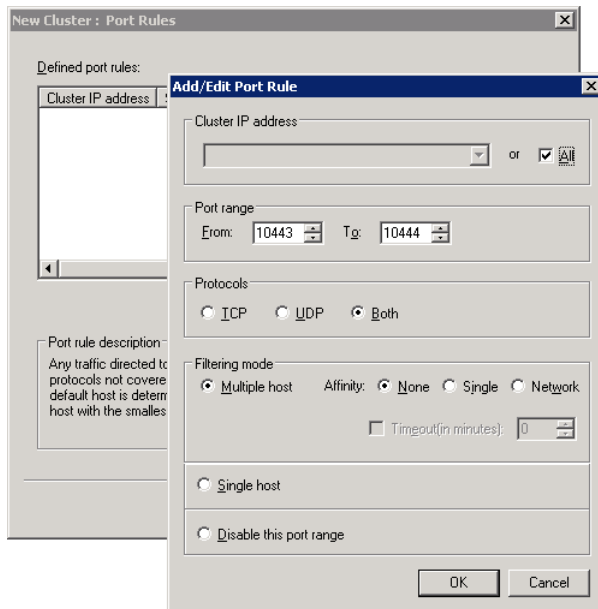 New Cluster : Port Rules
Defined port rules:
Cluster IP address
Add/Edit Port Rule
Cluster IP address
or All
Port range
From: 10443 To: 10444
Protocols
TCP UDP Both
Port rule description
Any traffic directed to
protocols not covere
default host is determ
host with the smalles
Filtering mode
Multiple host Affinity: None Single Network
Timeout(in minutes): 0
Single host
Disable this port range
OK Cancel